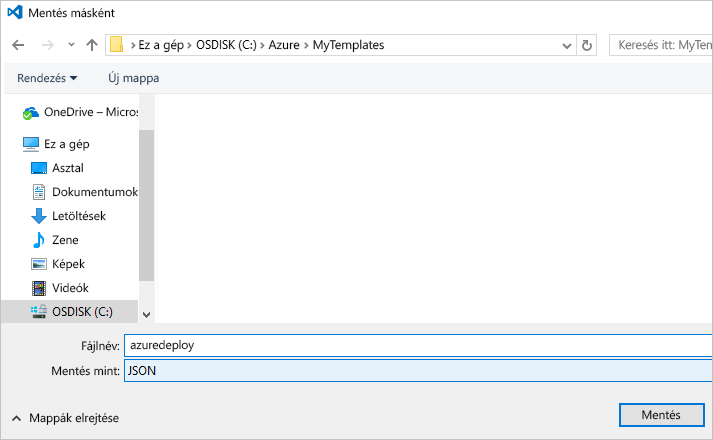 Mentés másként
Ez a gép › OSDISK (C:) › Azure › MyTemplates
Keresés itt: MyTem
Rendezés
Új mappa
OneDrive – Micros
Ez a gép
Asztal
Dokumentumok
Letöltések
Zene
Képek
Videók
OSDISK (C:)
Fájlnév: azuredeploy
Mentés mint: JSON
Mappák elrejtése
Mentés